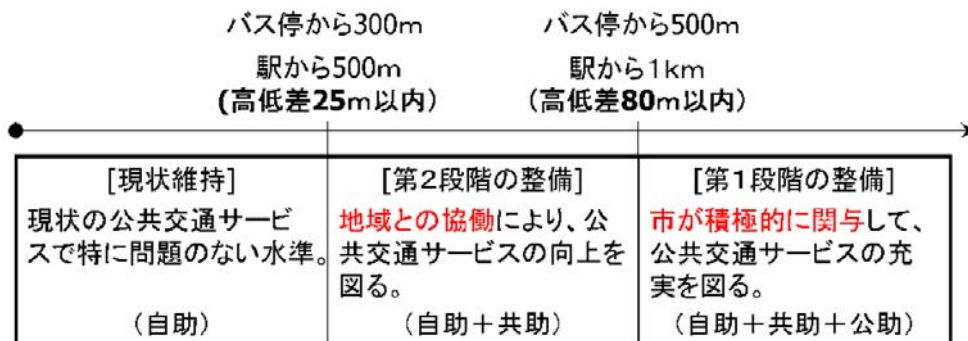 バス停から300m
駅から500m
(高低差25m以内)
バス停から500m
駅から1km
(高低差80m以内)
[現状維持]
現状の公共交通サービ
スで特に問題のない水準。
(自助)
[第2段階の整備]
地域との協働により、公
共交通サービスの向上を
図る。
(自助+共助)
[第1段階の整備]
市が積極的に関与して、
公共交通サービスの充
実を図る。
(自助+共助+公助)